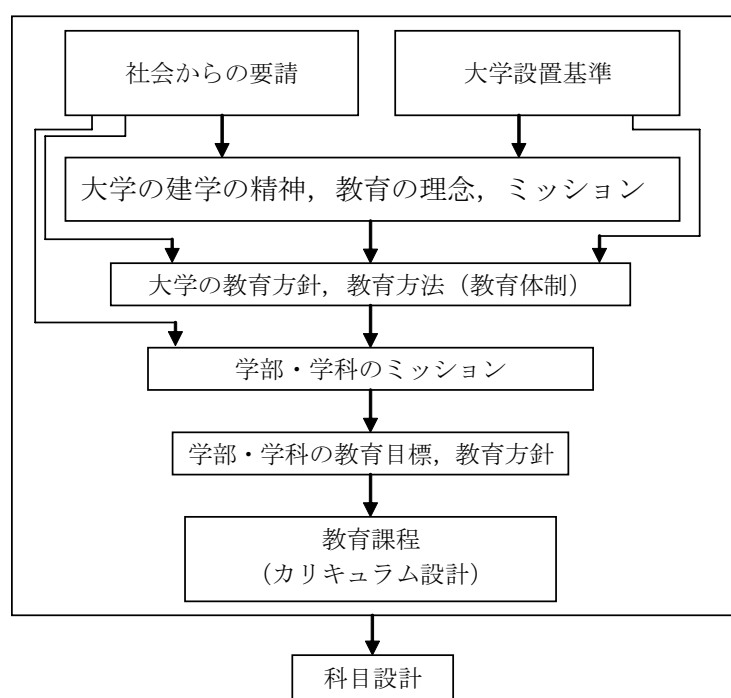 社会からの要請
大学設置基準
大学の建学の精神，教育の理念，ミッション
大学の教育方針，教育方法（教育体制）
学部・学科のミッション
学部・学科の教育目標，教育方針
教育課程
（カリキュラム設計）
科目設計